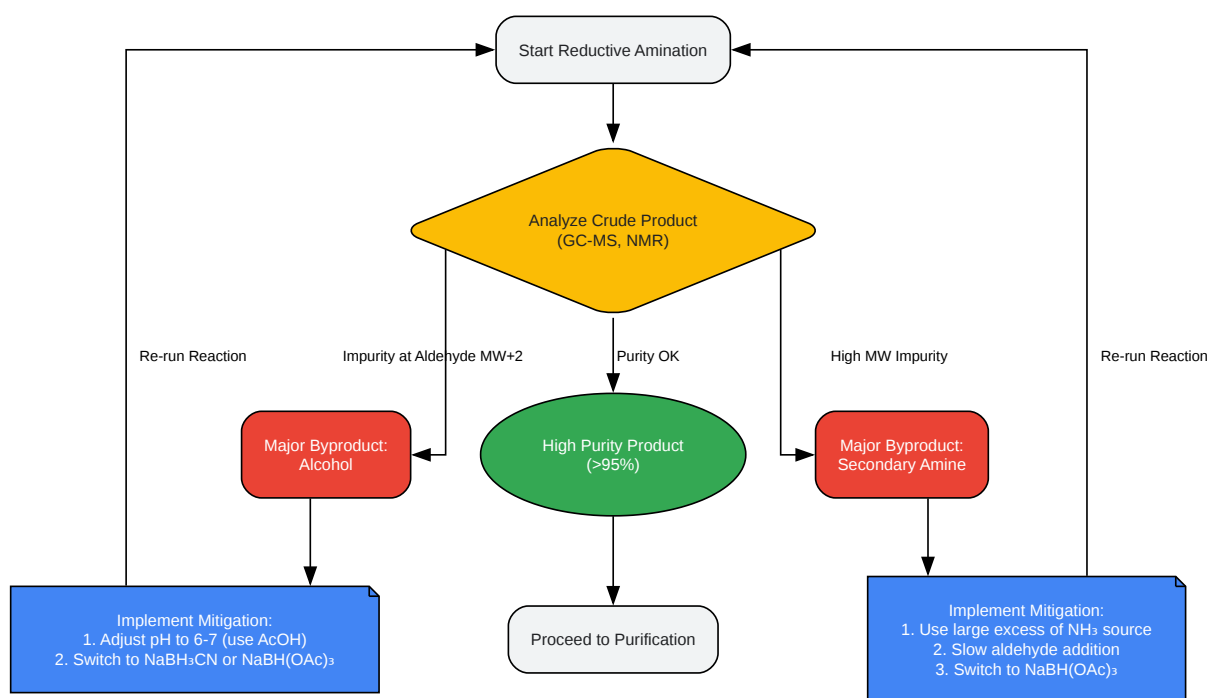 Start Reductive Amination
Analyze Crude Product
(GC-MS, NMR)
Re-run Reaction
Impurity at Aldehyde MW+2
Purity OK
High MW Impurity
Re-run Reaction
Major Byproduct:
Alcohol
High Purity Product
(>95%)
Major Byproduct:
Secondary Amine
Implement Mitigation:
1. Adjust pH to 6-7 (use AcOH)
2. Switch to NaBH₃CN or NaBH(OAc)₃
Proceed to Purification
Implement Mitigation:
1. Use large excess of NH₃ source
2. Slow aldehyde addition
3. Switch to NaBH(OAc)₃